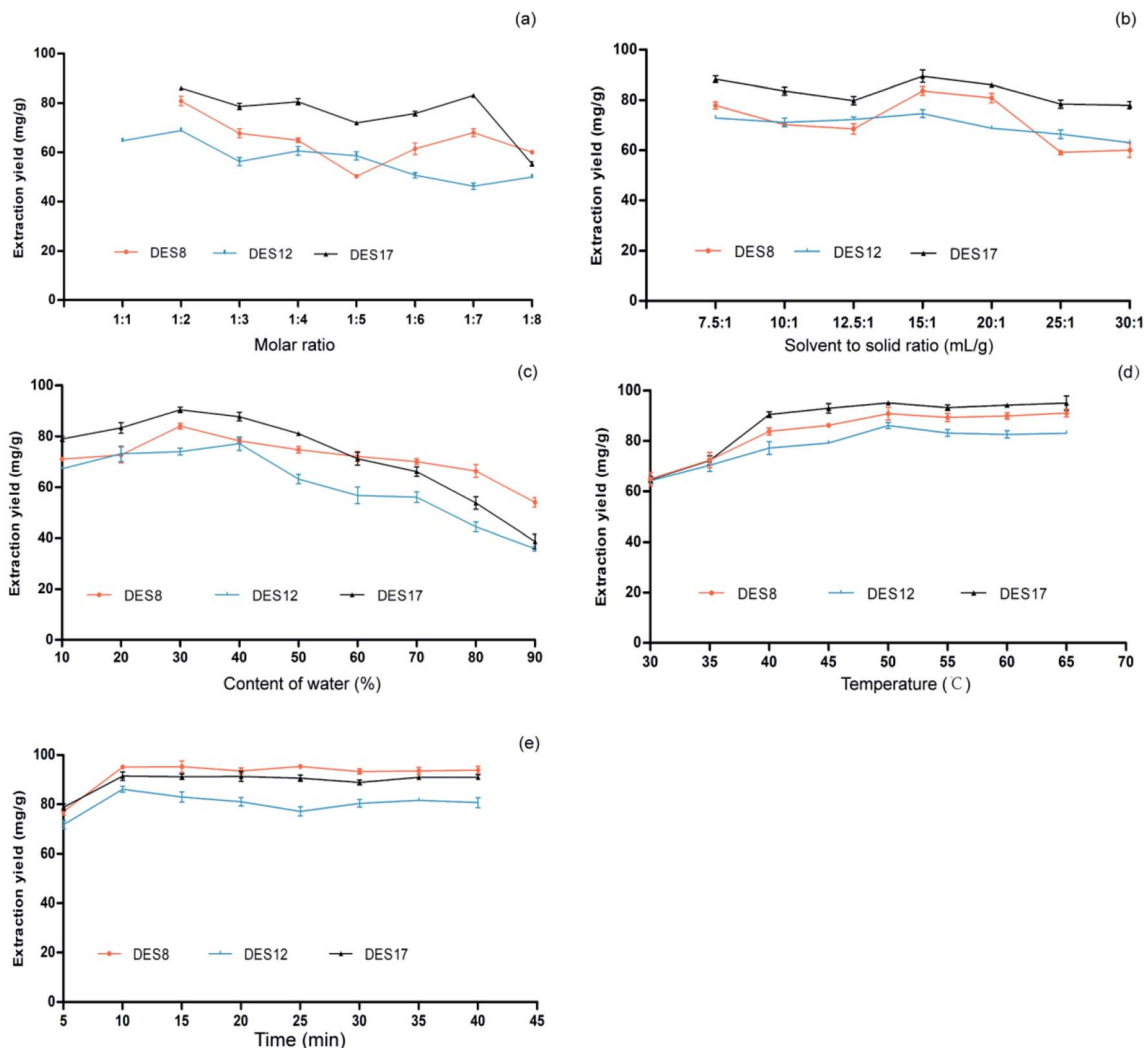 (a)
Extraction yield (mg/g)
100
80
60
40
20
0
DES8 DES12 DES17
1:1 1:2 1:3 1:4 1:5 1:6 1:7 1:8
Molar ratio
(b)
Extraction yield (mg/g)
100
80
60
40
20
0
DES8 DES12 DES17
7.5:1 10:1 12.5:1 15:1 20:1 25:1 30:1
Solvent to solid ratio (mL/g)
(c)
Extraction yield (mg/g)
100
80
60
40
20
0
DES8 DES12 DES17
10 20 30 40 50 60 70 80 90
Content of water (%)
(d)
Extraction yield (mg/g)
100
80
60
40
20
0
DES8 DES12 DES17
30 35 40 45 50 55 60 65 70
Temperature (℃)
(e)
Extraction yield (mg/g)
100
80
60
40
20
0
DES8 DES12 DES17
5 10 15 20 25 30 35 40 45
Time (min)